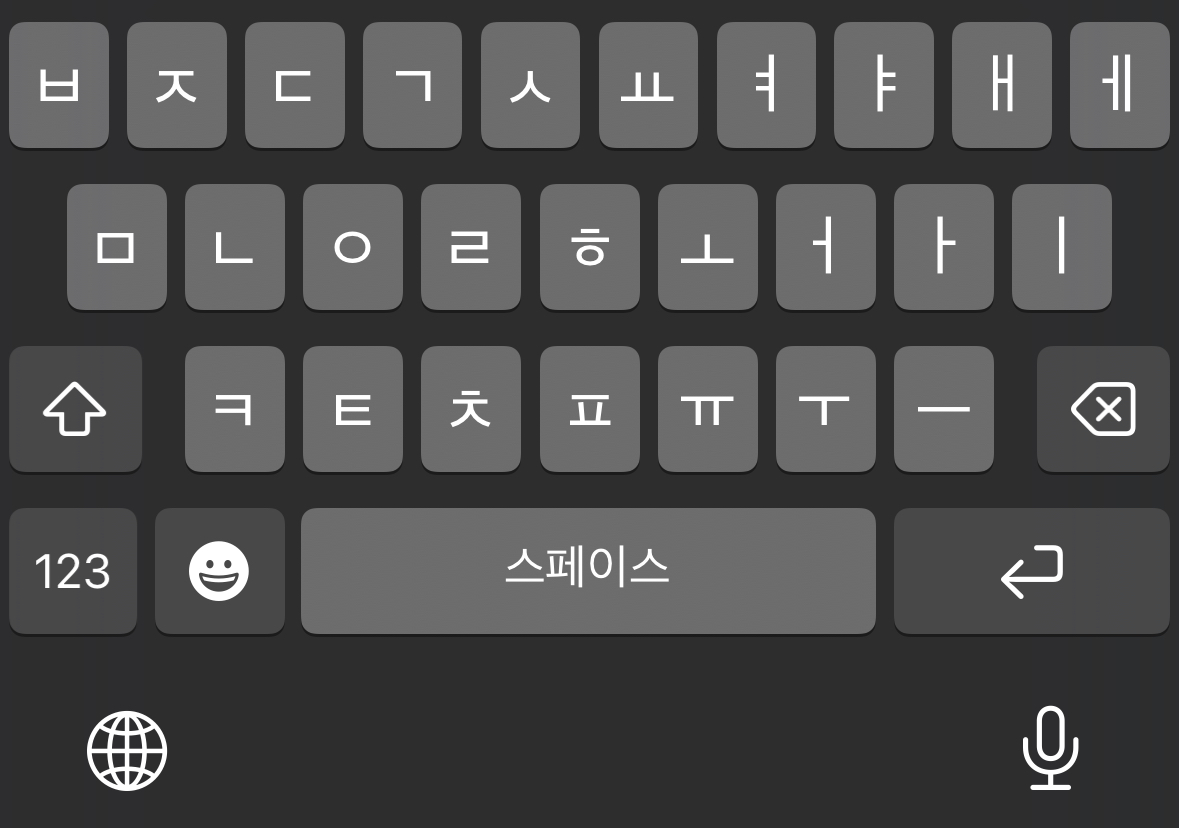 ㅂ ㅈ ㄷ ㄱ ㅅ ㅛ ㅕ ㅑ ㅐ ㅔ
ㅁ ㄴ ㅇ ㄹ ㅎ ㅗ ㅓ ㅏ ㅣ
ㅋ ㅌ ㅊ ㅍ ㅠ ㅜ ㅡ
123 스페이스